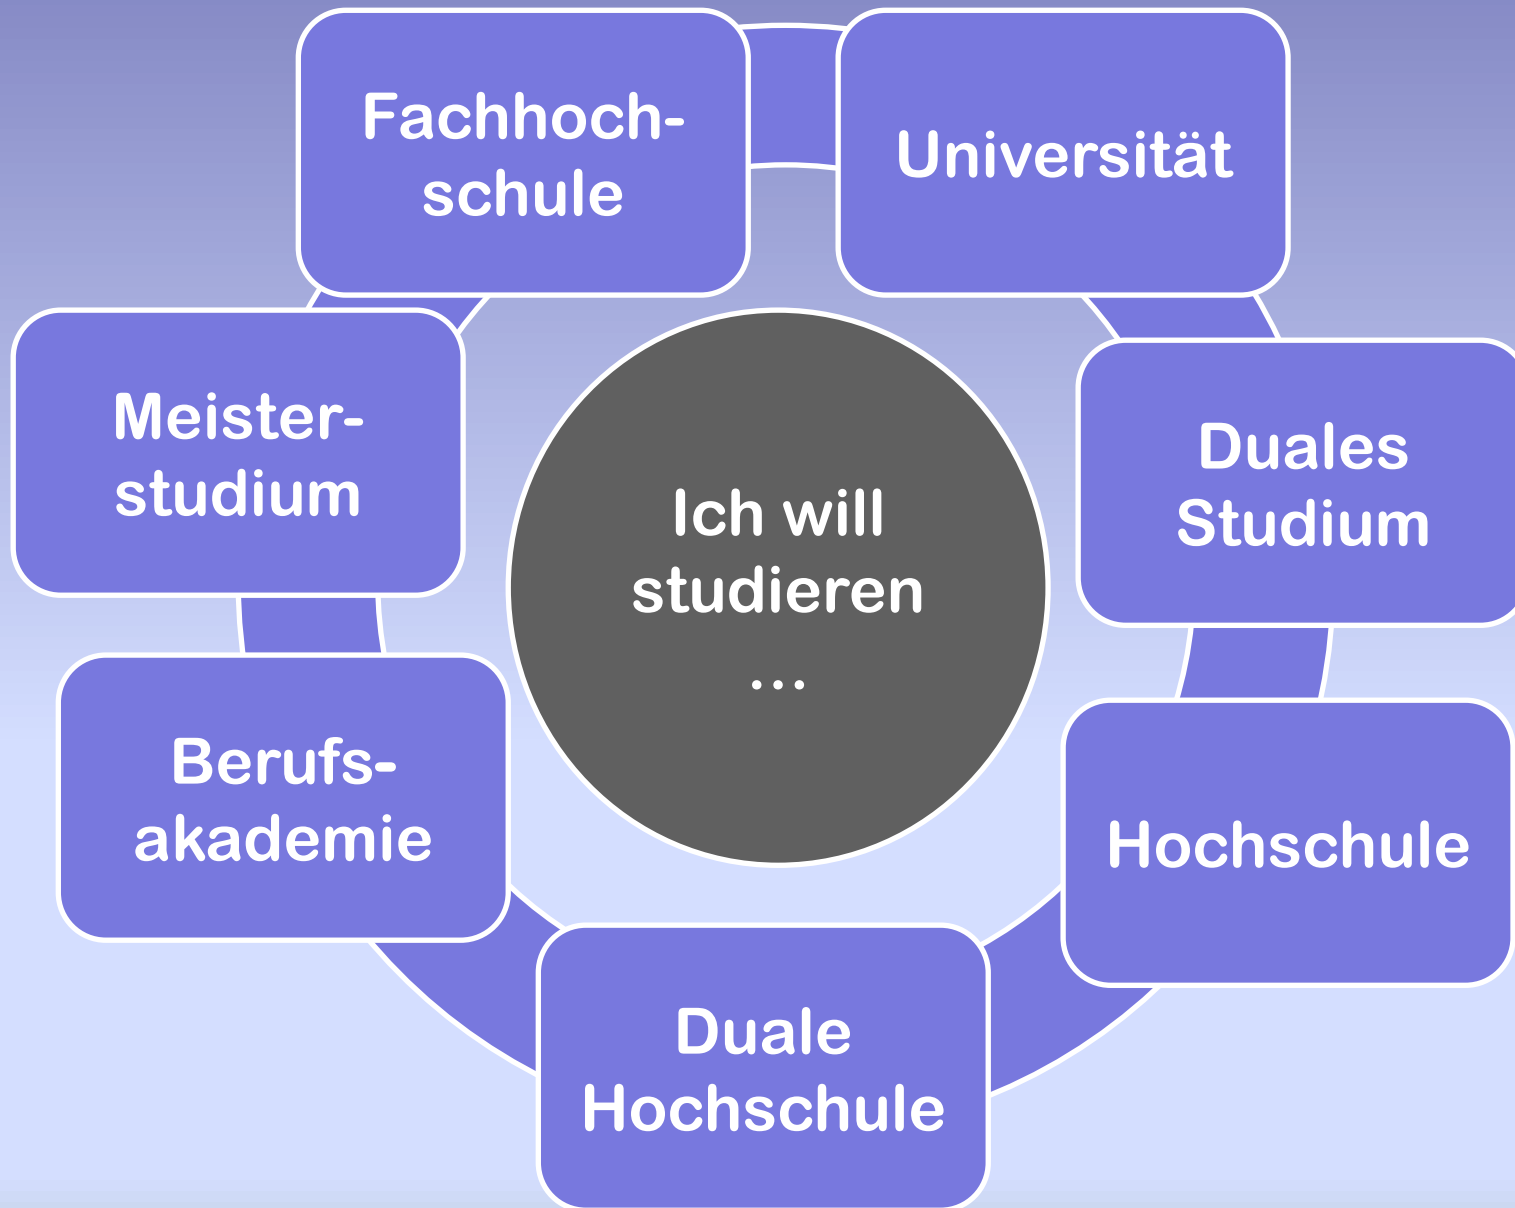 Fachhoch-
schule
Universität
Meister-
studium
Duales
Studium
Ich will
studieren
...
Berufs-
akademie
Hochschule
Duale
Hochschule